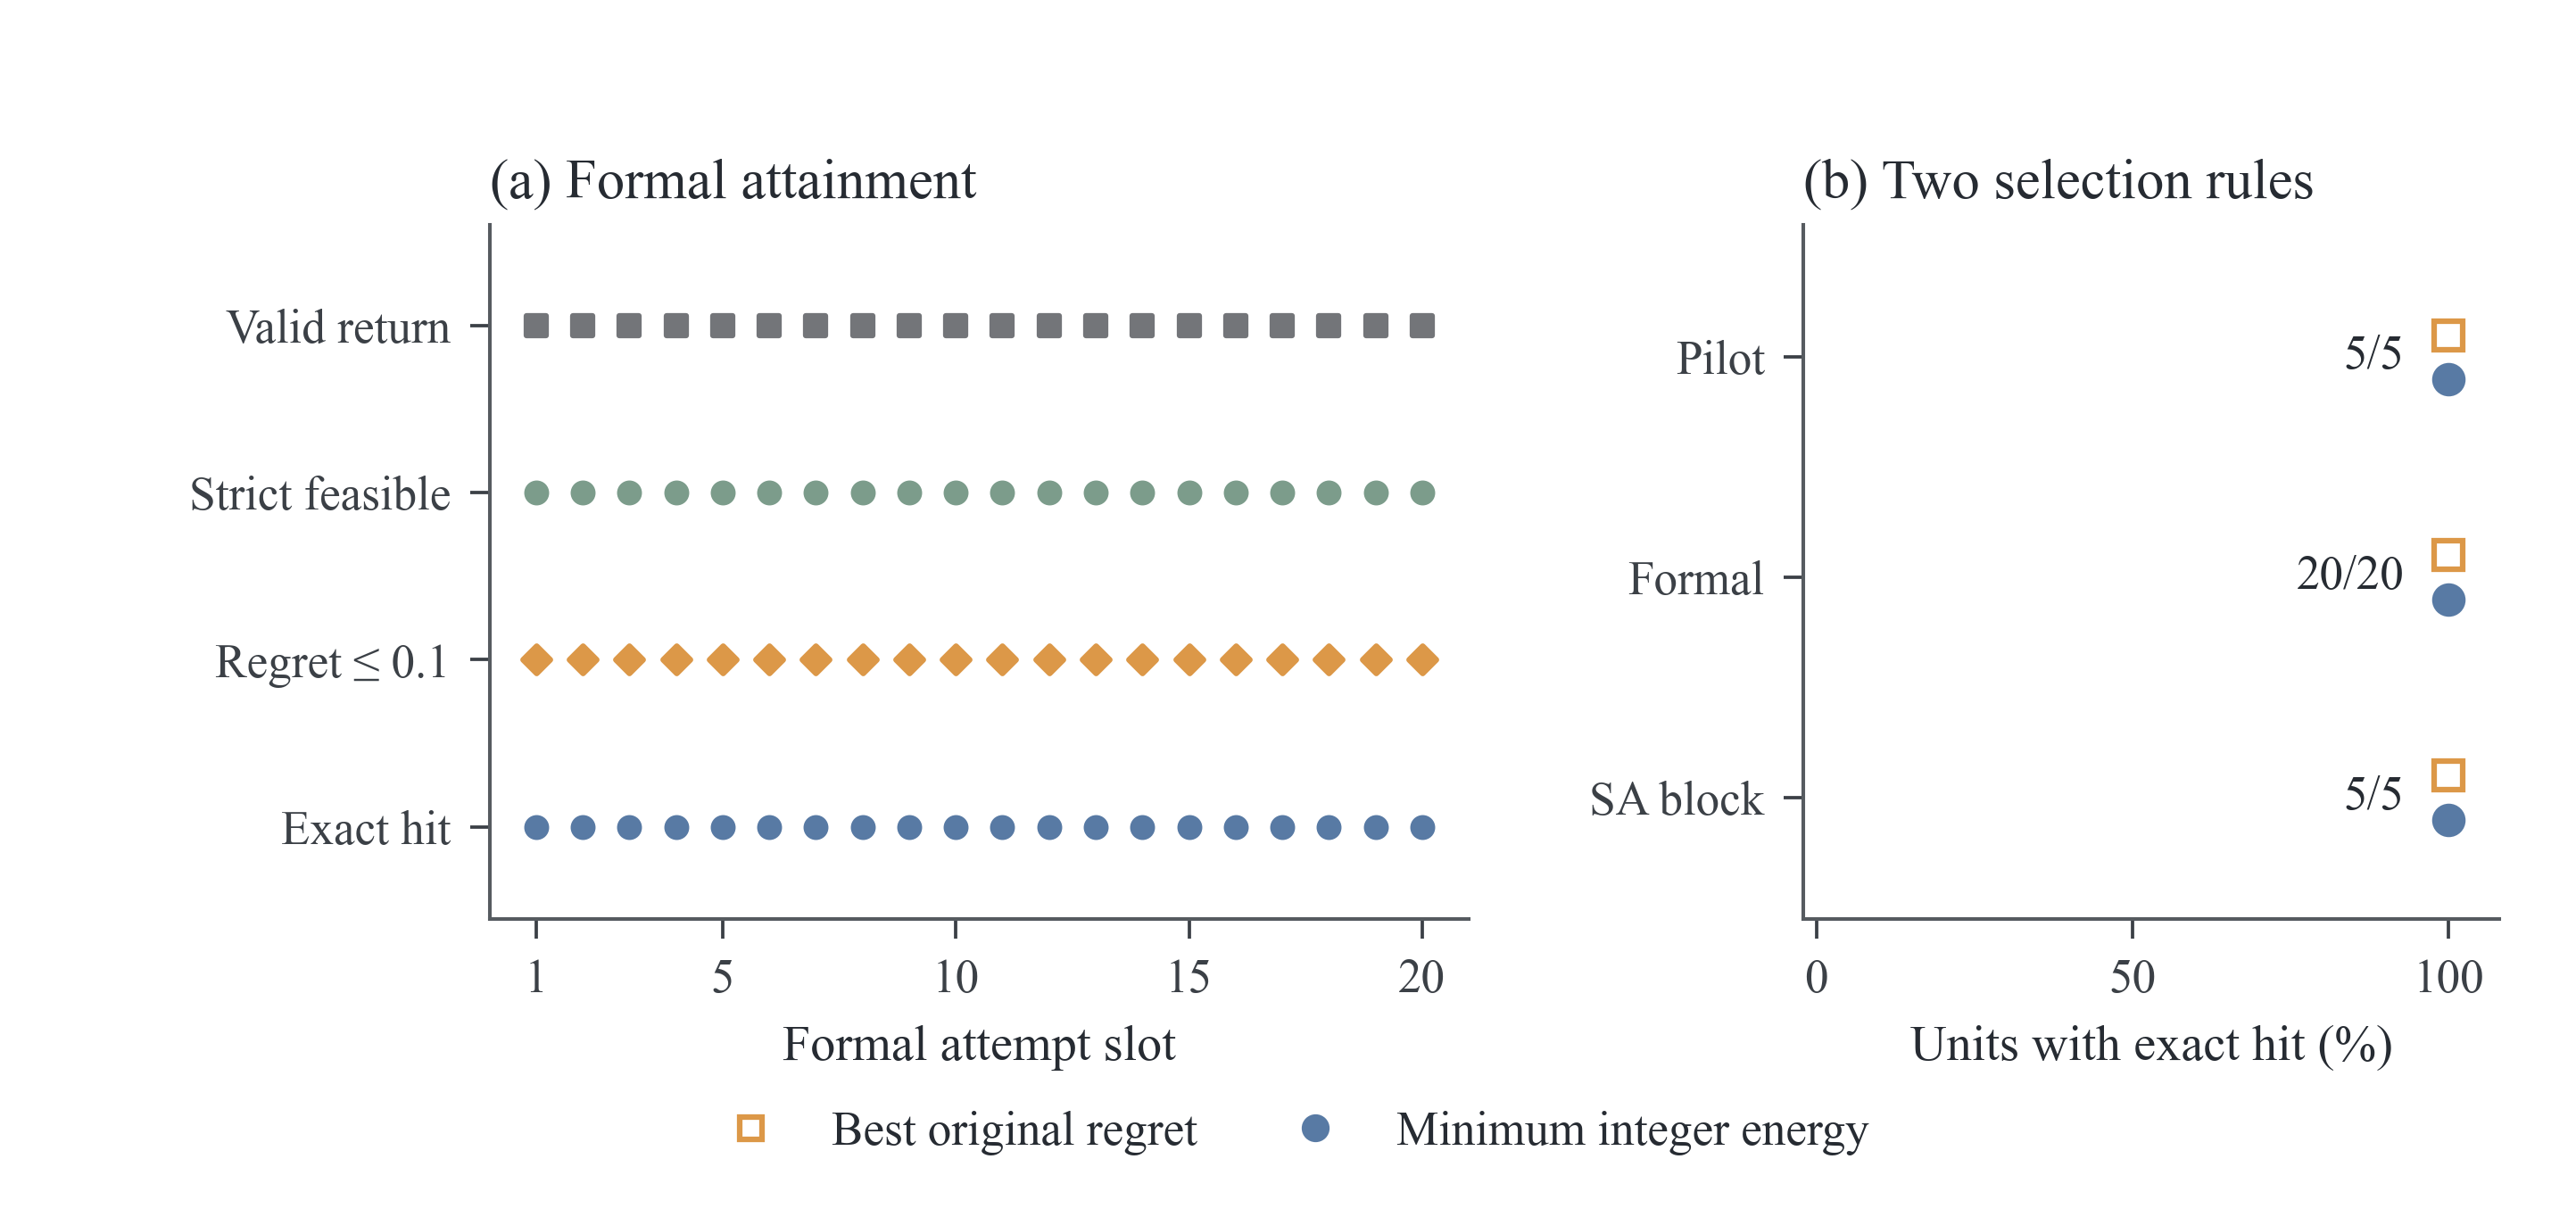 (a) Formal attainment
Valid return
Strict feasible
Regret ≤ 0.1
Exact hit
1 5 10 15 20
Formal attempt slot
(b) Two selection rules
Pilot
5/5
Formal
20/20
SA block
5/5
0 50 100
Units with exact hit (%)
Best original regret
Minimum integer energy